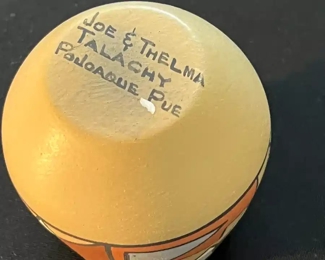 JOE & THELMA
TALACHY
POJOAQUE PUE